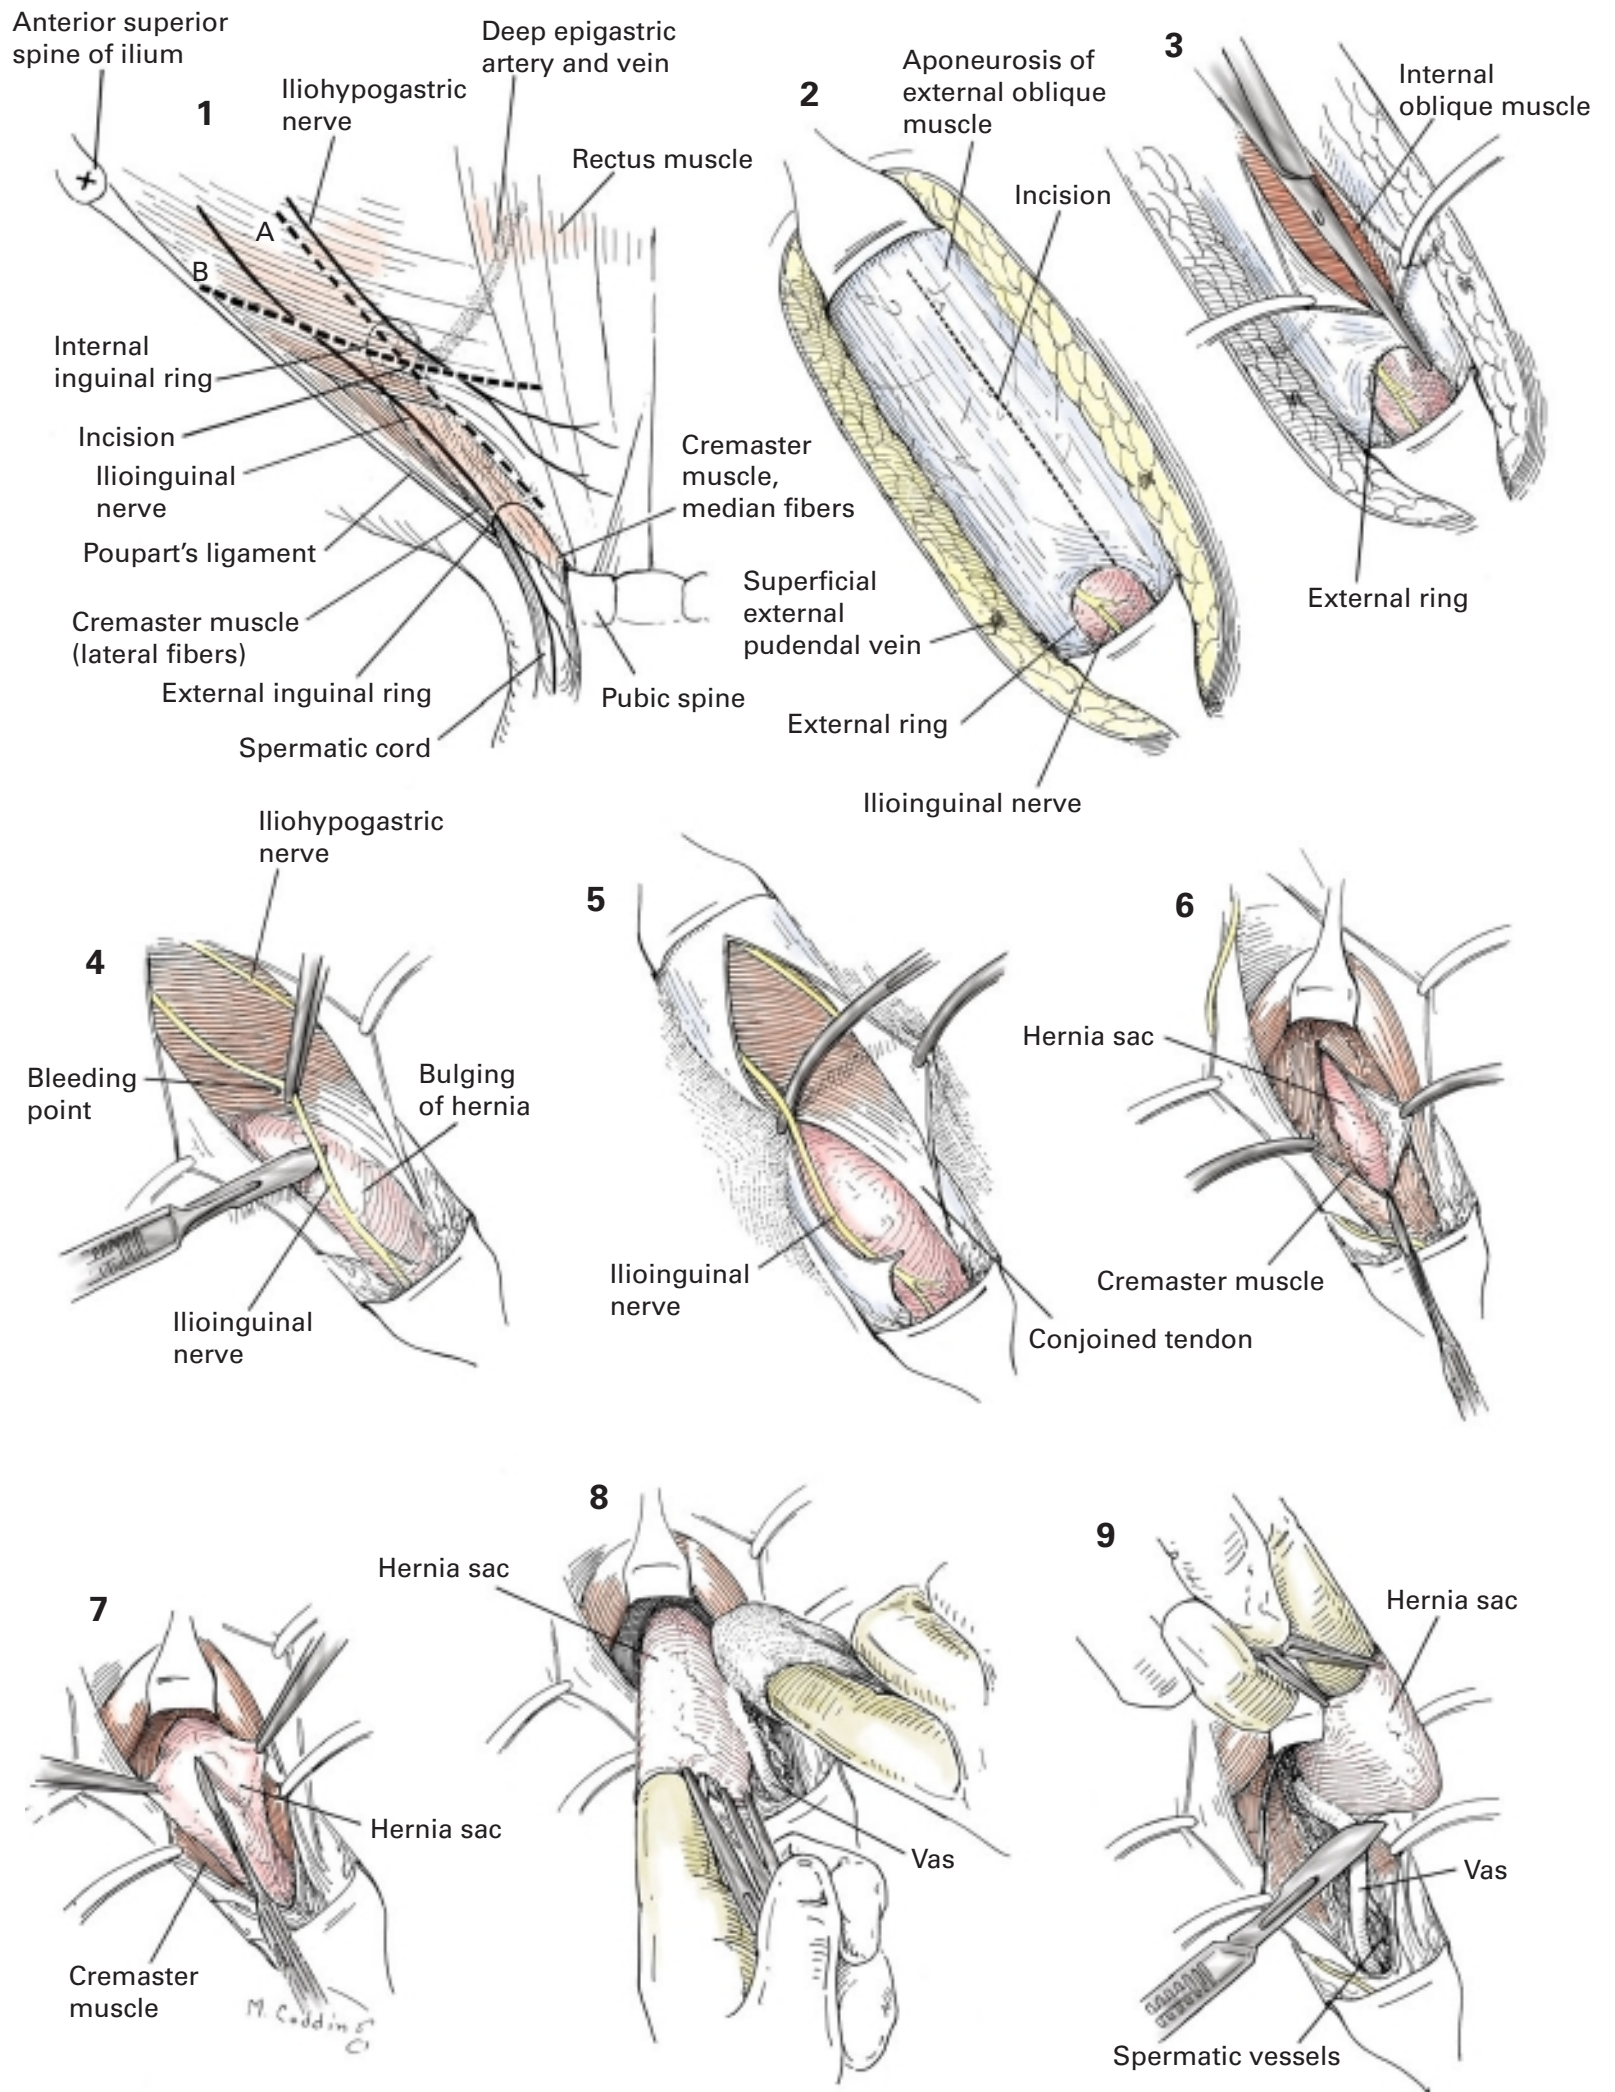 Anterior superior
spine of ilium
1
Iliohypogastric
nerve
Deep epigastric
artery and vein
Rectus muscle
A
B
Internal
inguinal ring
Incision
Ilioinguinal
nerve
Poupart's ligament
Cremaster muscle
(lateral fibers)
External inguinal ring
Spermatic cord
Cremaster
muscle,
median fibers
Pubic spine
2
Aponeurosis of
external oblique
muscle
Incision
Superficial
external
pudendal vein
External ring
Ilioinguinal nerve
3
Internal
oblique muscle
External ring
4
Iliohypogastric
nerve
Bleeding
point
Bulging
of hernia
Ilioinguinal
nerve
5
Ilioinguinal
nerve
Conjoined tendon
6
Hernia sac
Cremaster muscle
7
Hernia sac
Cremaster
muscle
8
Hernia sac
Vas
9
Hernia sac
Vas
Spermatic vessels